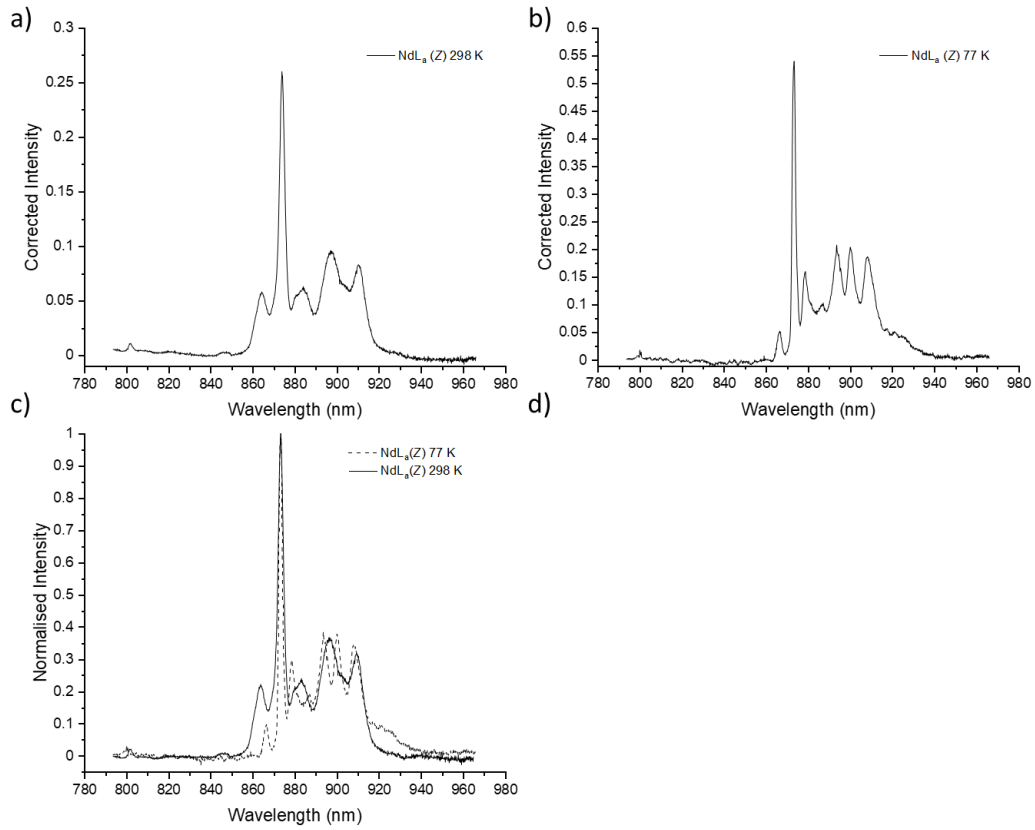 a)
0.3
0.25
0.2
0.15
0.1
0.05
0
780 800 820 840 860 880 900 920 940 960 980
Wavelength (nm)
Corrected Intensity
NdLa (Z) 298 K
b)
0.6
0.55
0.5
0.45
0.4
0.35
0.3
0.25
0.2
0.15
0.1
0.05
0
780 800 820 840 860 880 900 920 940 960 980
Wavelength (nm)
Corrected Intensity
NdLa (Z) 77 K
c)
1
0.9
0.8
0.7
0.6
0.5
0.4
0.3
0.2
0.1
0
780 800 820 840 860 880 900 920 940 960 980
Wavelength (nm)
Normalised Intensity
NdLa(Z) 77 K
NdLa(Z) 298 K
d)